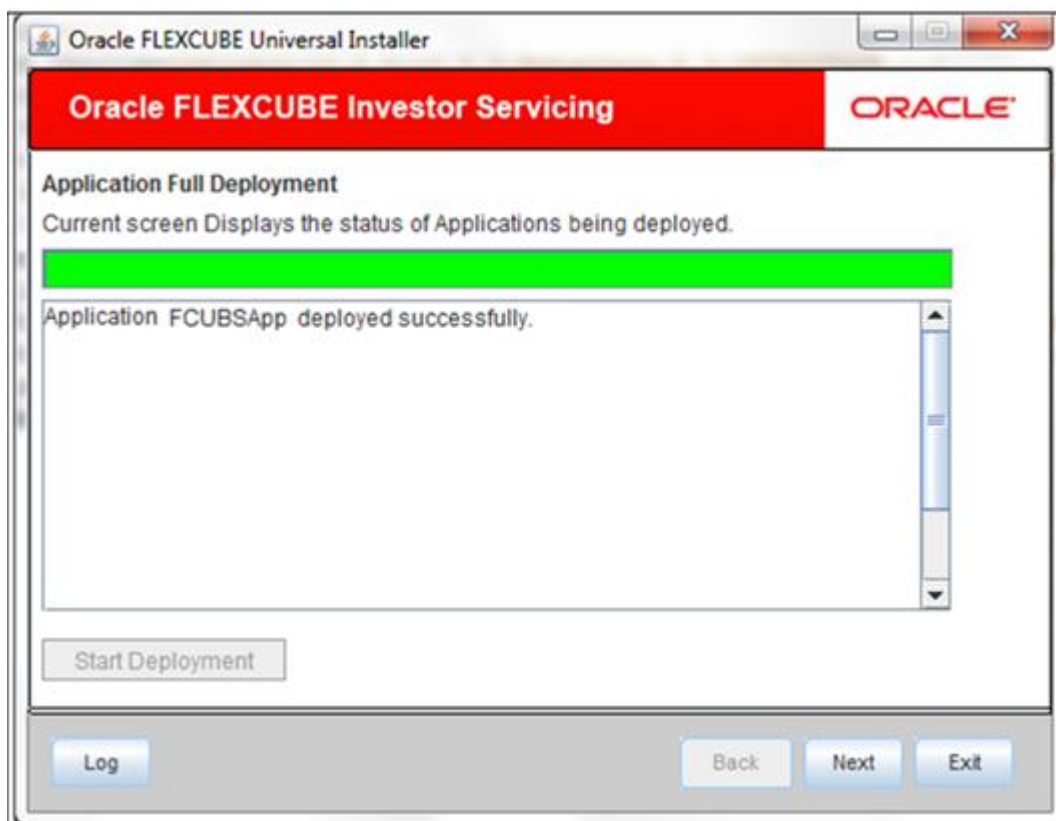 Oracle FLEXCUBE Universal Installer
Oracle FLEXCUBE Investor Servicing
ORACLE
Application Full Deployment
Current screen Displays the status of Applications being deployed.
Application FCUBSApp deployed successfully.
Start Deployment
Log
Back
Next
Exit